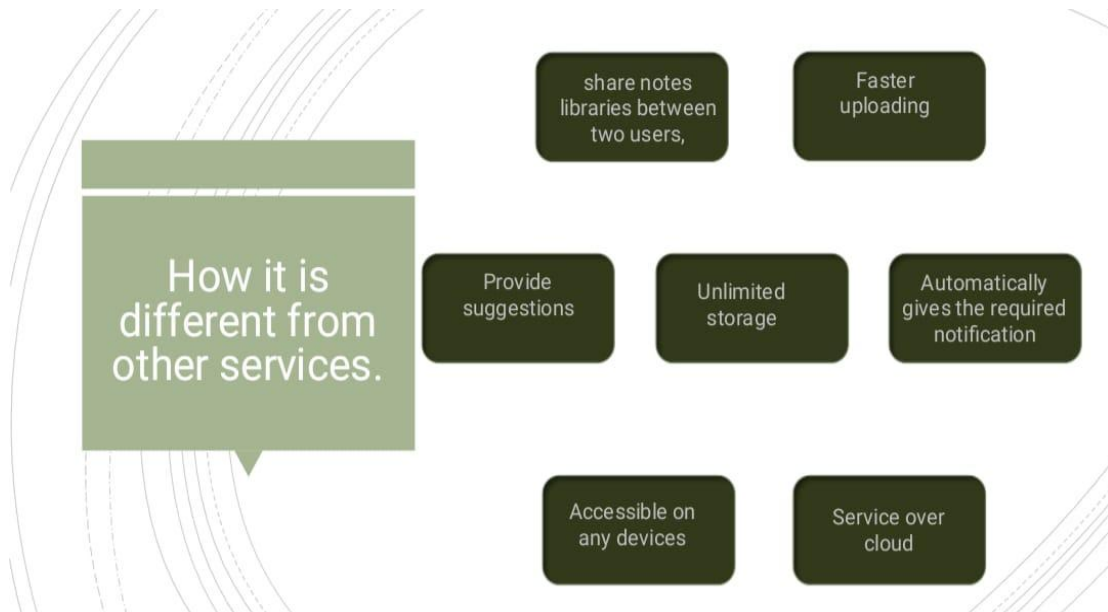 How it is
different from
other services.
share notes
libraries between
two users,
Faster
uploading
Provide
suggestions
Unlimited
storage
Automatically
gives the required
notification
Accessible on
any devices
Service over
cloud